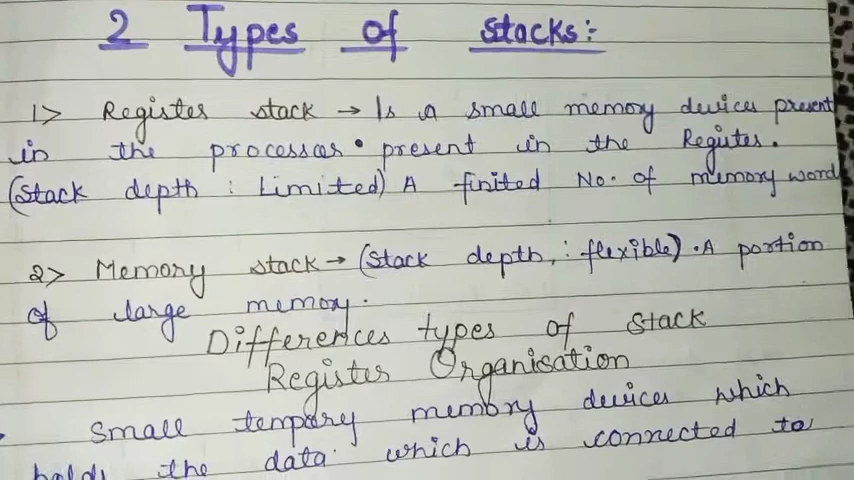 2 Types of stacks:-
1> Register stack → Is a small memory devices present
in the processor. present in the Register.
(Stack depth : Limited) A finited No. of memory word
2> Memory stack → (Stack depth, : flexible) . A portion
of large memory.
Differences types of Stack
Register Organisation
Small tempary memory devices which
holds the data. which is connected to